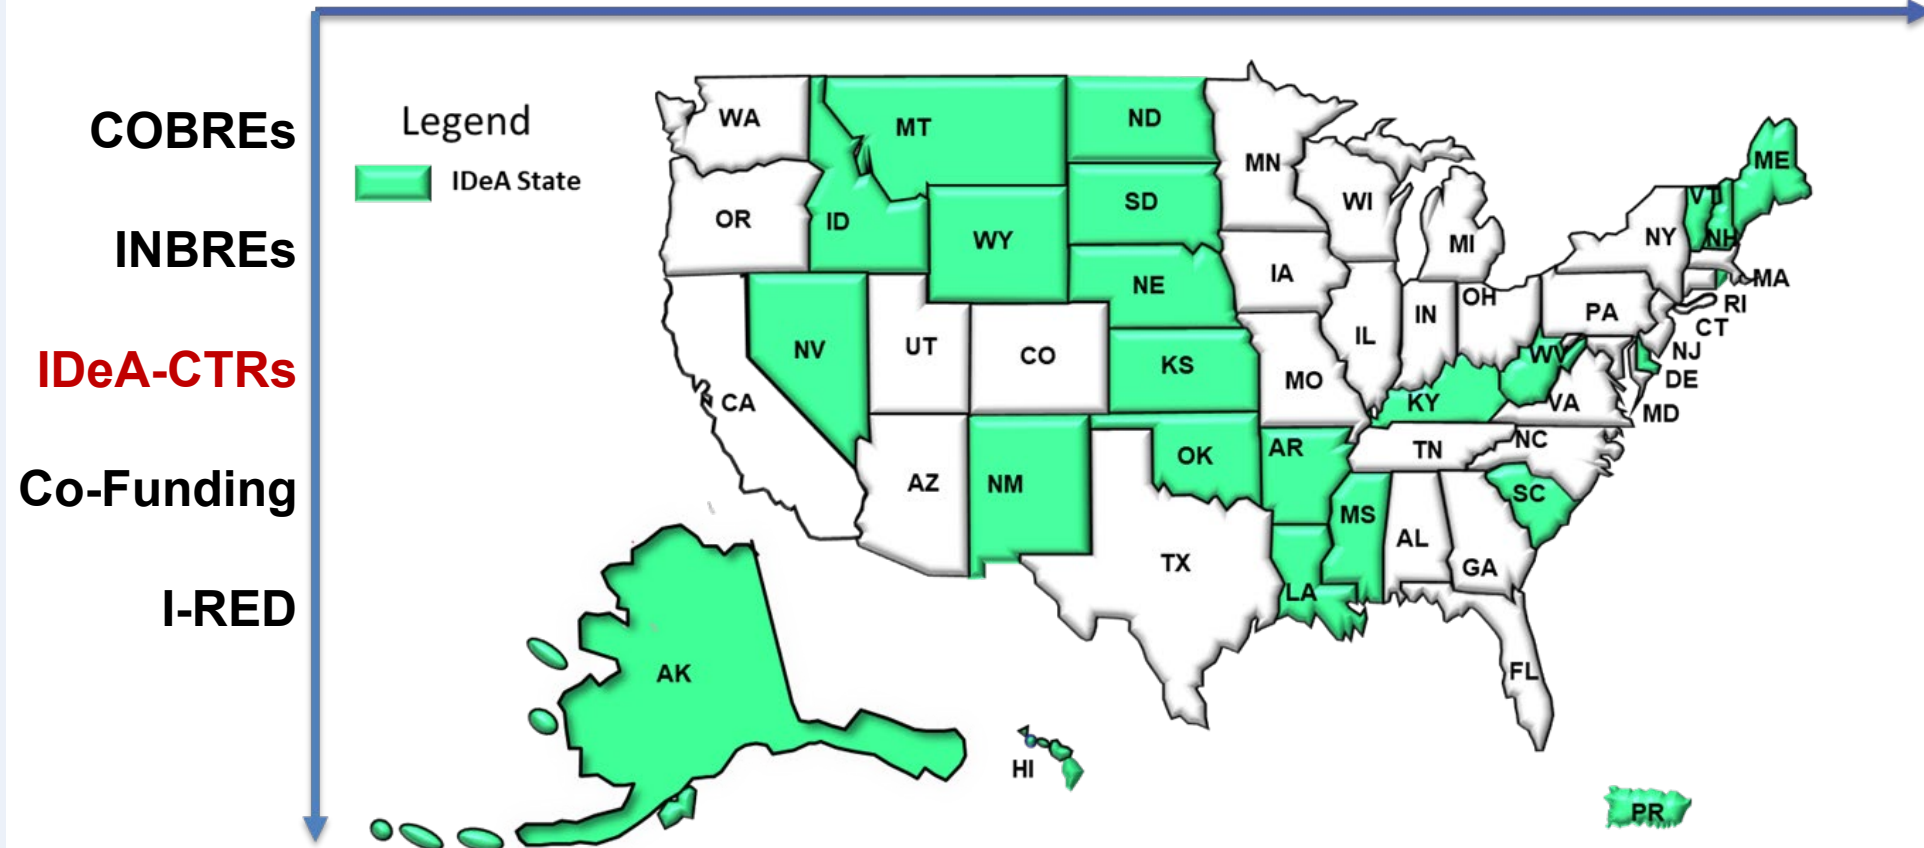 COBREs
INBREs
IDeA-CTRs
Co-Funding
I-RED
Legend
IDeA State
WA
MT
ND
MN
ME
OR
ID
WY
SD
WI
MI
NY
VT
NH
MA
NV
UT
CO
NE
IA
IL
IN
OH
PA
RI
CT
NJ
DE
MD
CA
KS
MO
KY
WV
VA
AZ
NM
OK
AR
TN
NC
SC
TX
LA
MS
AL
GA
FL
AK
HI
PR